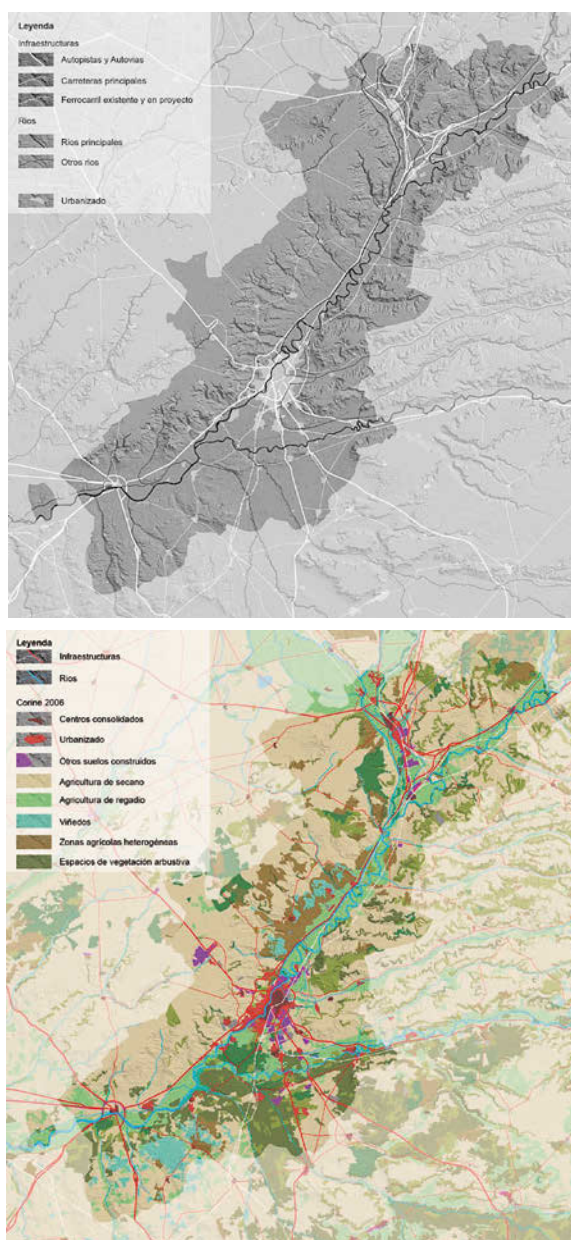 Leyenda
Infraestructuras
Autopistas y Autovías
Carreteras principales
Ferrocarril existente y en proyecto
Ríos
Ríos principales
Otros ríos
Urbanizado
Leyenda
Infraestructuras
Ríos
Corine 2006
Centros consolidados
Urbanizado
Otros suelos construidos
Agricultura de secano
Agricultura de regadío
Viñedos
Zonas agrícolas heterogéneas
Espacios de vegetación arbustiva